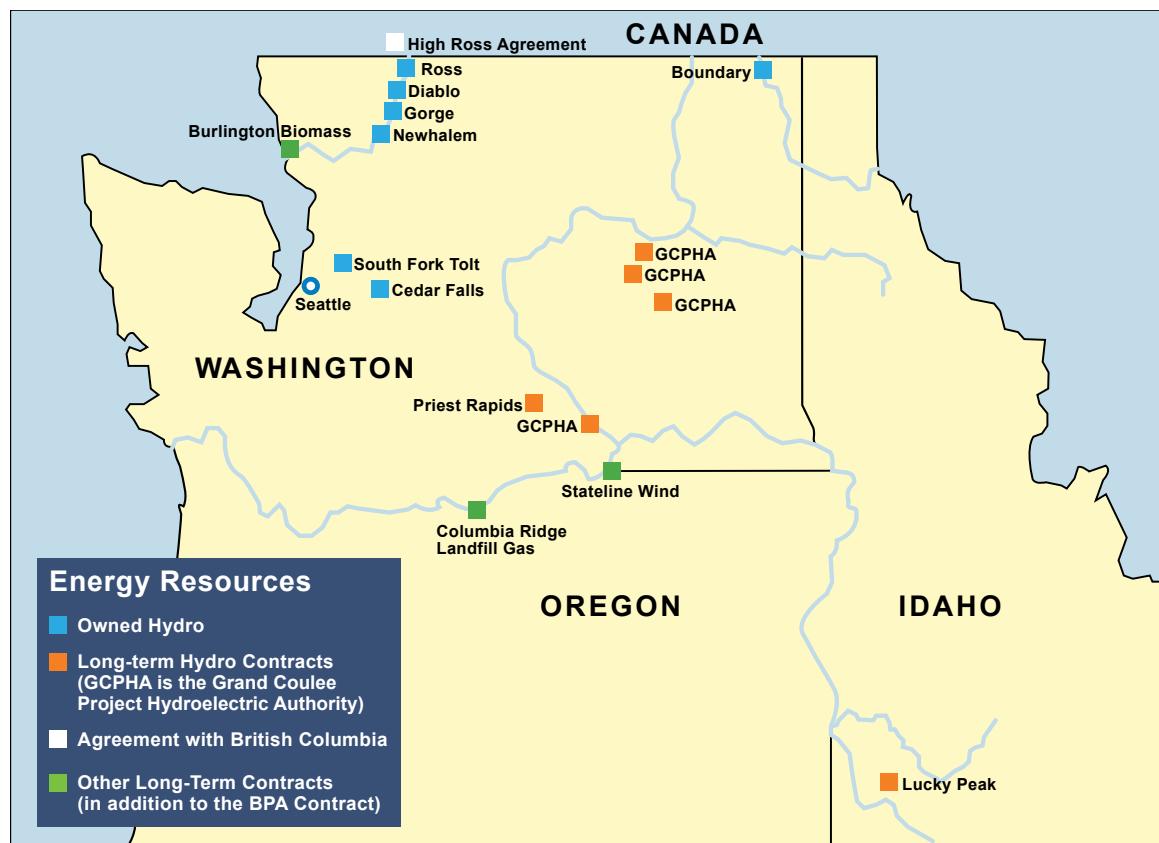 CANADA
High Ross Agreement
Ross
Boundary
Diablo
Gorge
Burlington Biomass
Newhalem
GCPHA
South Fork Tolt
GCPHA
Cedar Falls
Seattle
GCPHA
WASHINGTON
Priest Rapids
GCPHA
Stateline Wind
Columbia Ridge
Landfill Gas
OREGON
IDAHO
Energy Resources
Owned Hydro
Long-term Hydro Contracts
(GCPHA is the Grand Coulee
Project Hydroelectric Authority)
Agreement with British Columbia
Other Long-Term Contracts
(in addition to the BPA Contract)
Lucky Peak